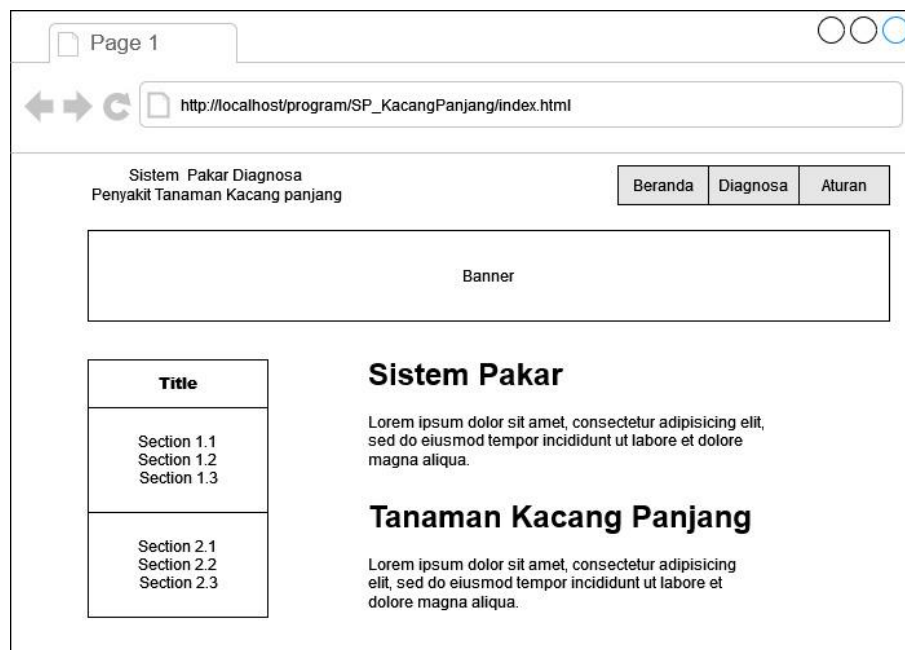 Page 1
http://localhost/program/SP_KacangPanjang/index.html
Sistem Pakar Diagnosa
Penyakit Tanaman Kacang panjang
Beranda Diagnosa Aturan
Banner
Title
Section 1.1
Section 1.2
Section 1.3
Section 2.1
Section 2.2
Section 2.3
Sistem Pakar
Lorem ipsum dolor sit amet, consectetur adipisicing elit,
sed do eiusmod tempor incididunt ut labore et dolore
magna aliqua.
Tanaman Kacang Panjang
Lorem ipsum dolor sit amet, consectetur adipisicing
elit, sed do eiusmod tempor incididunt ut labore et
dolore magna aliqua.